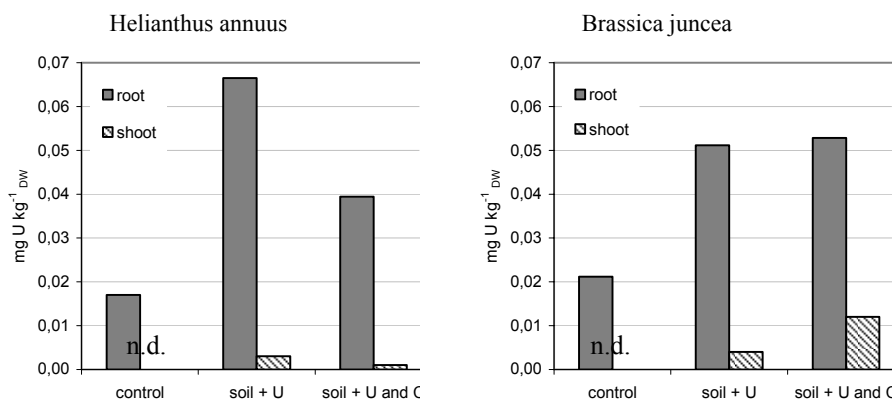 Helianthus annuus
0,07
0,06
0,05
0,04
0,03
0,02
0,01
0,00
mg U kg⁻¹ DW
root
shoot
n.d.
control
soil + U
soil + U and C
Brassica juncea
0,07
0,06
0,05
0,04
0,03
0,02
0,01
0,00
mg U kg⁻¹ DW
root
shoot
n.d.
control
soil + U
soil + U and C